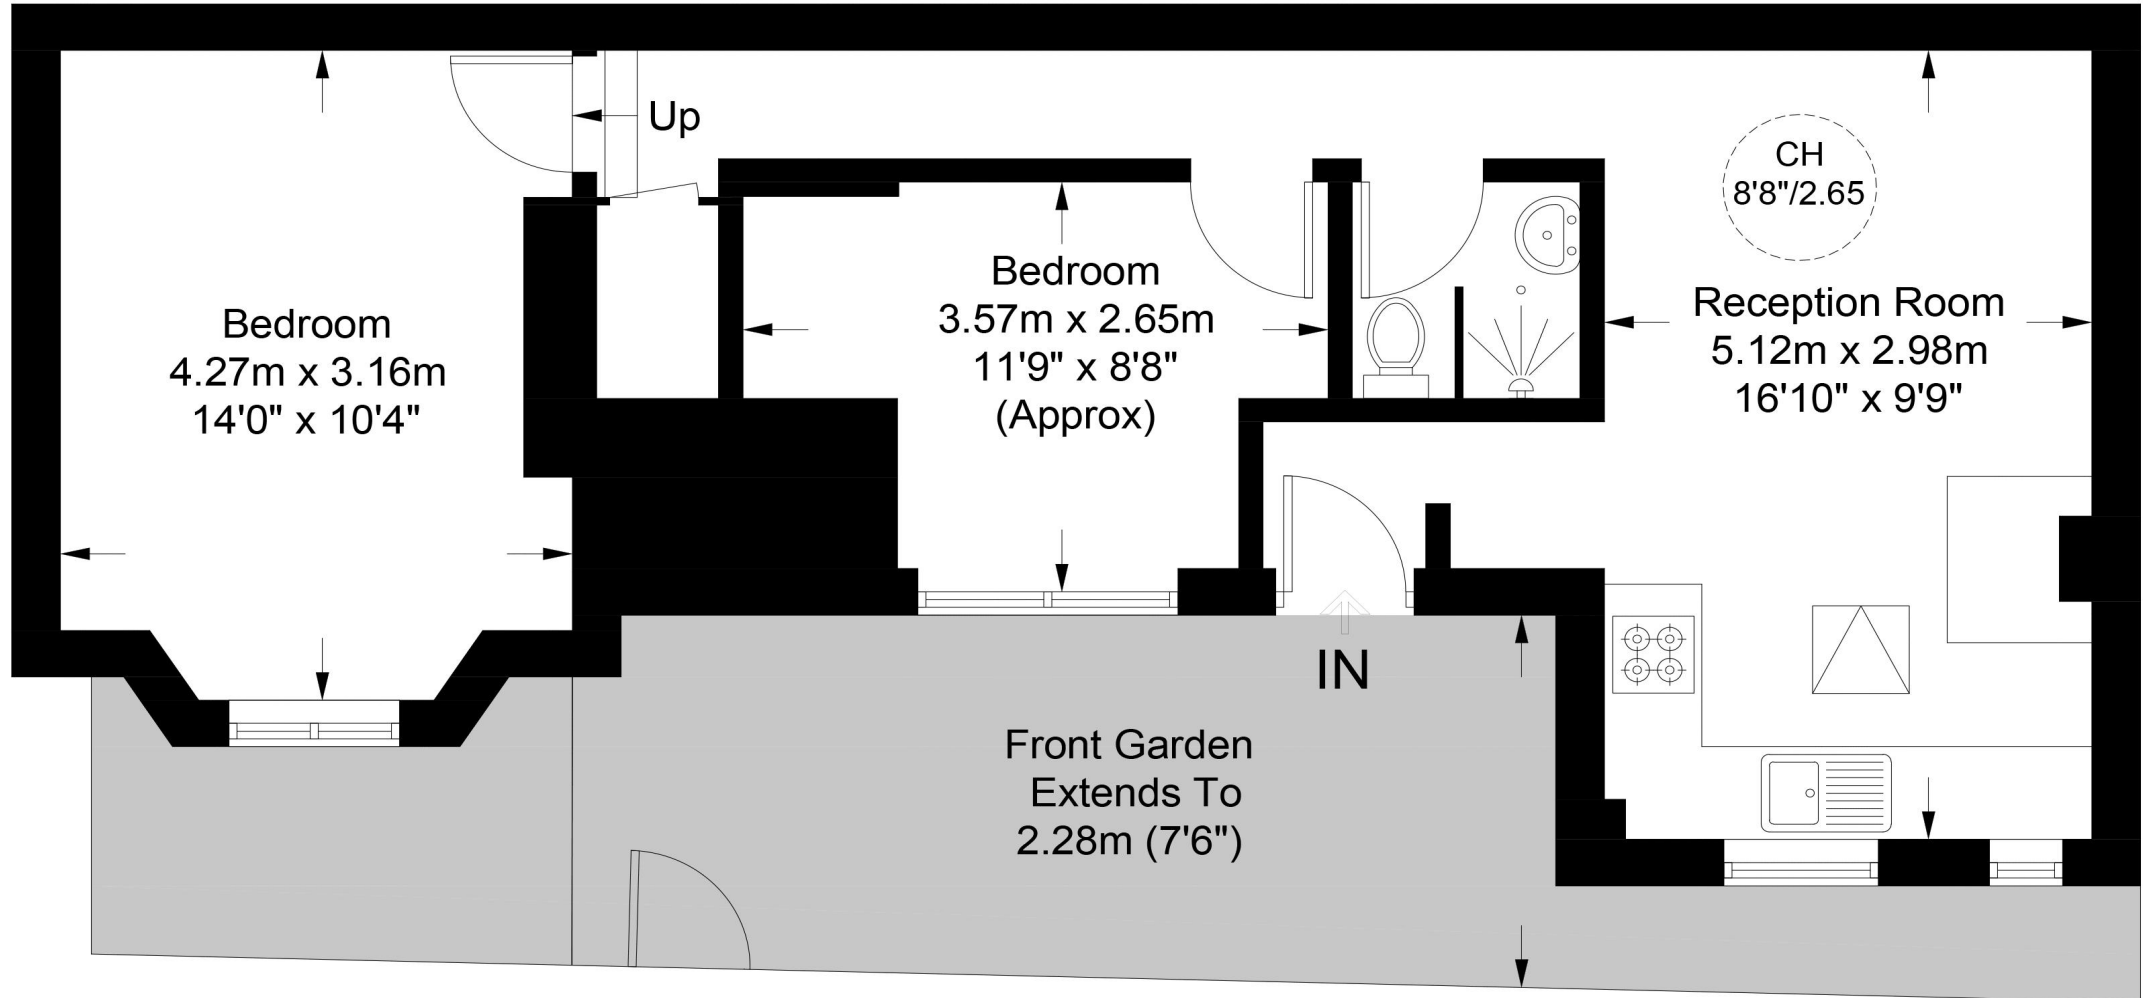 Up
CH
8'8"/2.65
Bedroom
4.27m x 3.16m
14'0" x 10'4"
Bedroom
3.57m x 2.65m
11'9" x 8'8"
(Approx)
Reception Room
5.12m x 2.98m
16'10" x 9'9"
IN
Front Garden
Extends To
2.28m (7'6")